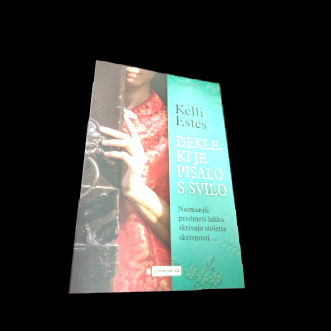 Kelli
Estes
DEKLE,
KI JE
PISALO
S SVILO
Najmanjši
predmeti lahko
skrivajo stoletja
skrivnosti ...